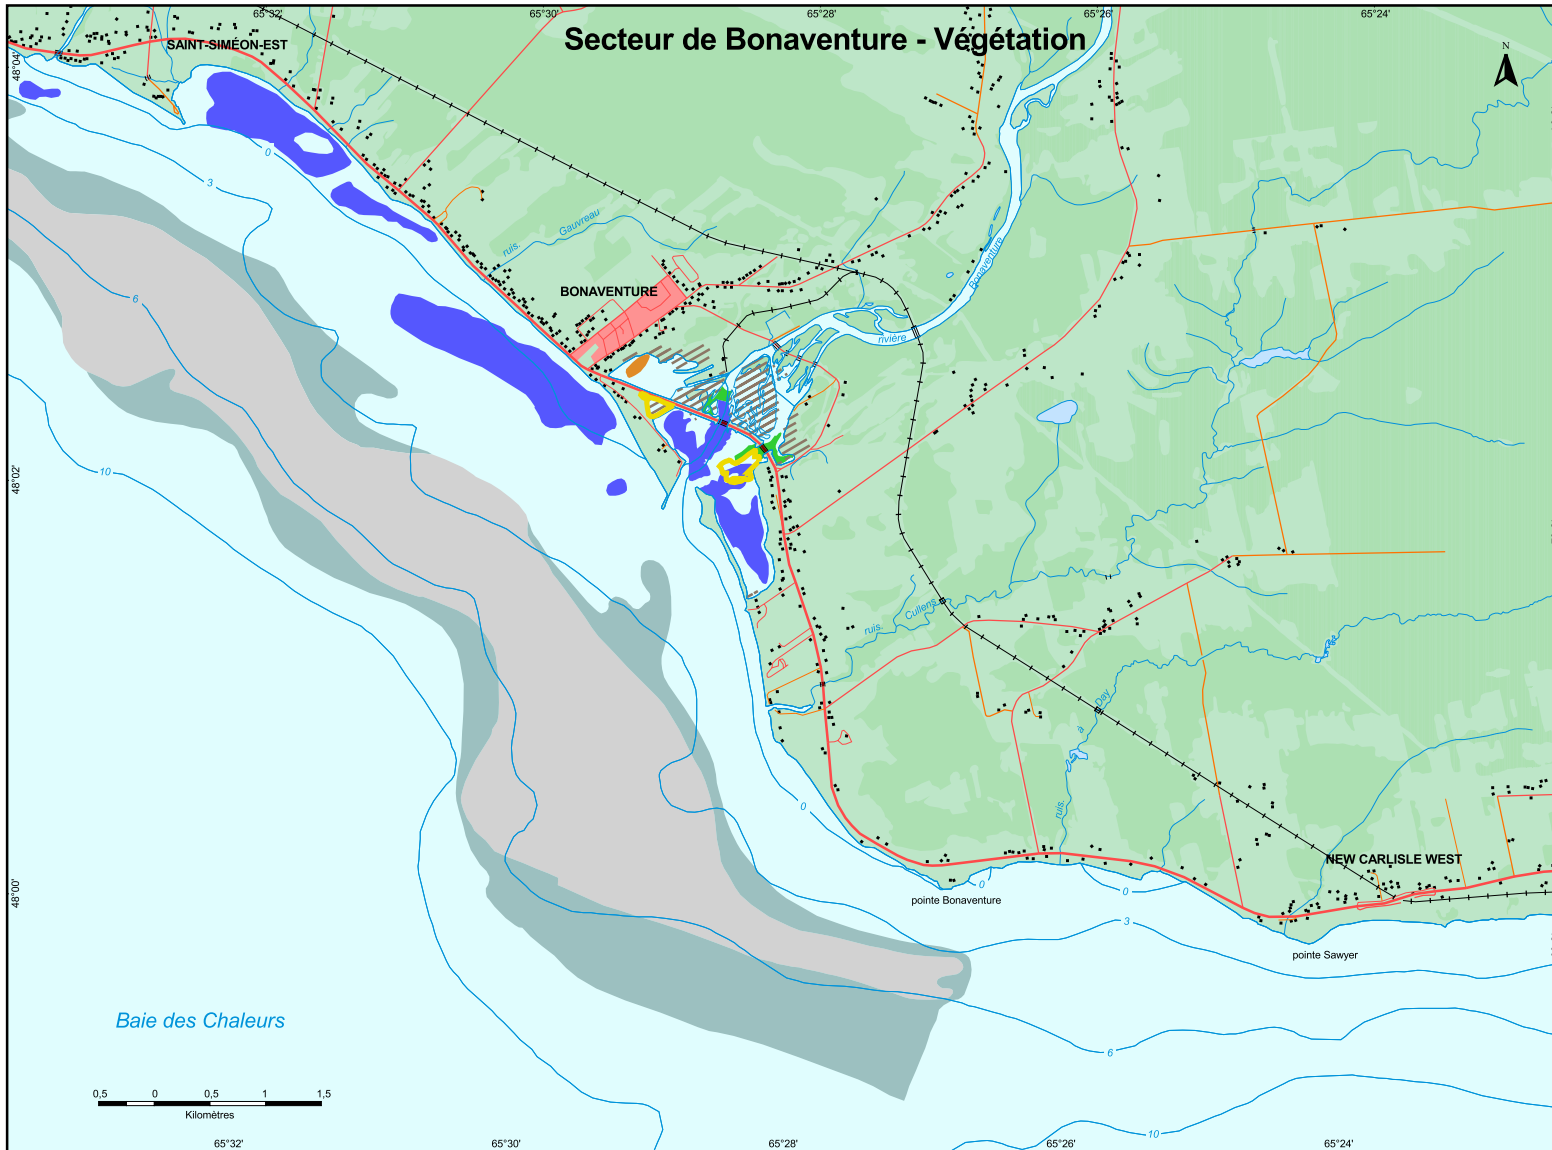 65°32'
65°30'
65°28'
65°26'
65°24'
Secteur de Bonaventure - Végétation
N
SAINT-SIMÉON-EST
48°04'
0
3
ruis. Gauvreau
Bonaventure
BONAVENTURE
6
rivière
10
48°02'
ruis. Cullens
ruis. à Day
0
NEW CARLISLE WEST
48°00'
0
0
pointe Bonaventure
3
pointe Sawyer
Baie des Chaleurs
6
0,5 0 0,5 1 1,5
Kilomètres
10
65°32'
65°30'
65°28'
65°26'
65°24'